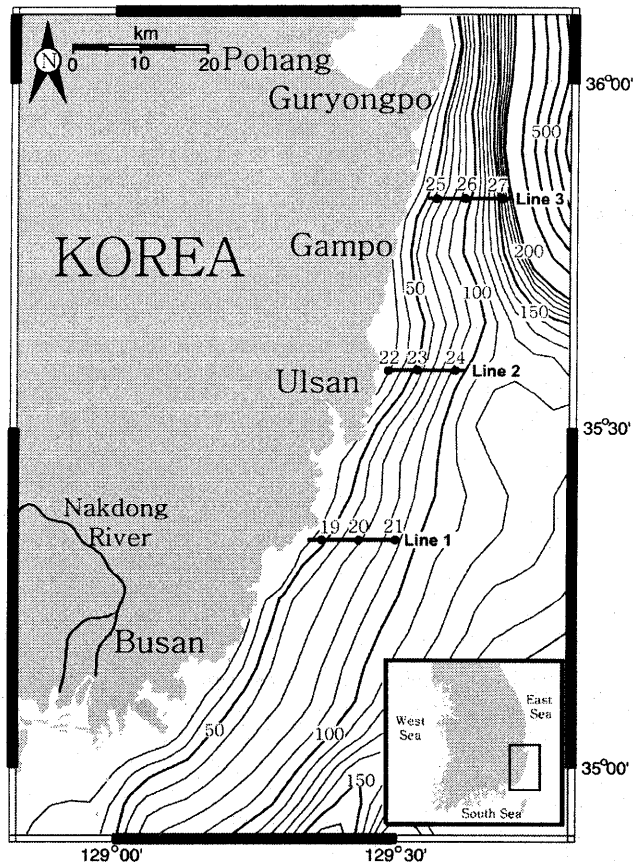 km
0 10 20
N
Pohang
Guryongpo
36°00'
500
25 26 27
Line 3
KOREA
Gampo
200
50
100
150
22 23 24
Line 2
Ulsan
35°30'
Nakdong
River
19 20 21
Line 1
Busan
50
100
150
West
Sea
East
Sea
South Sea
35°00'
129°00'
129°30'